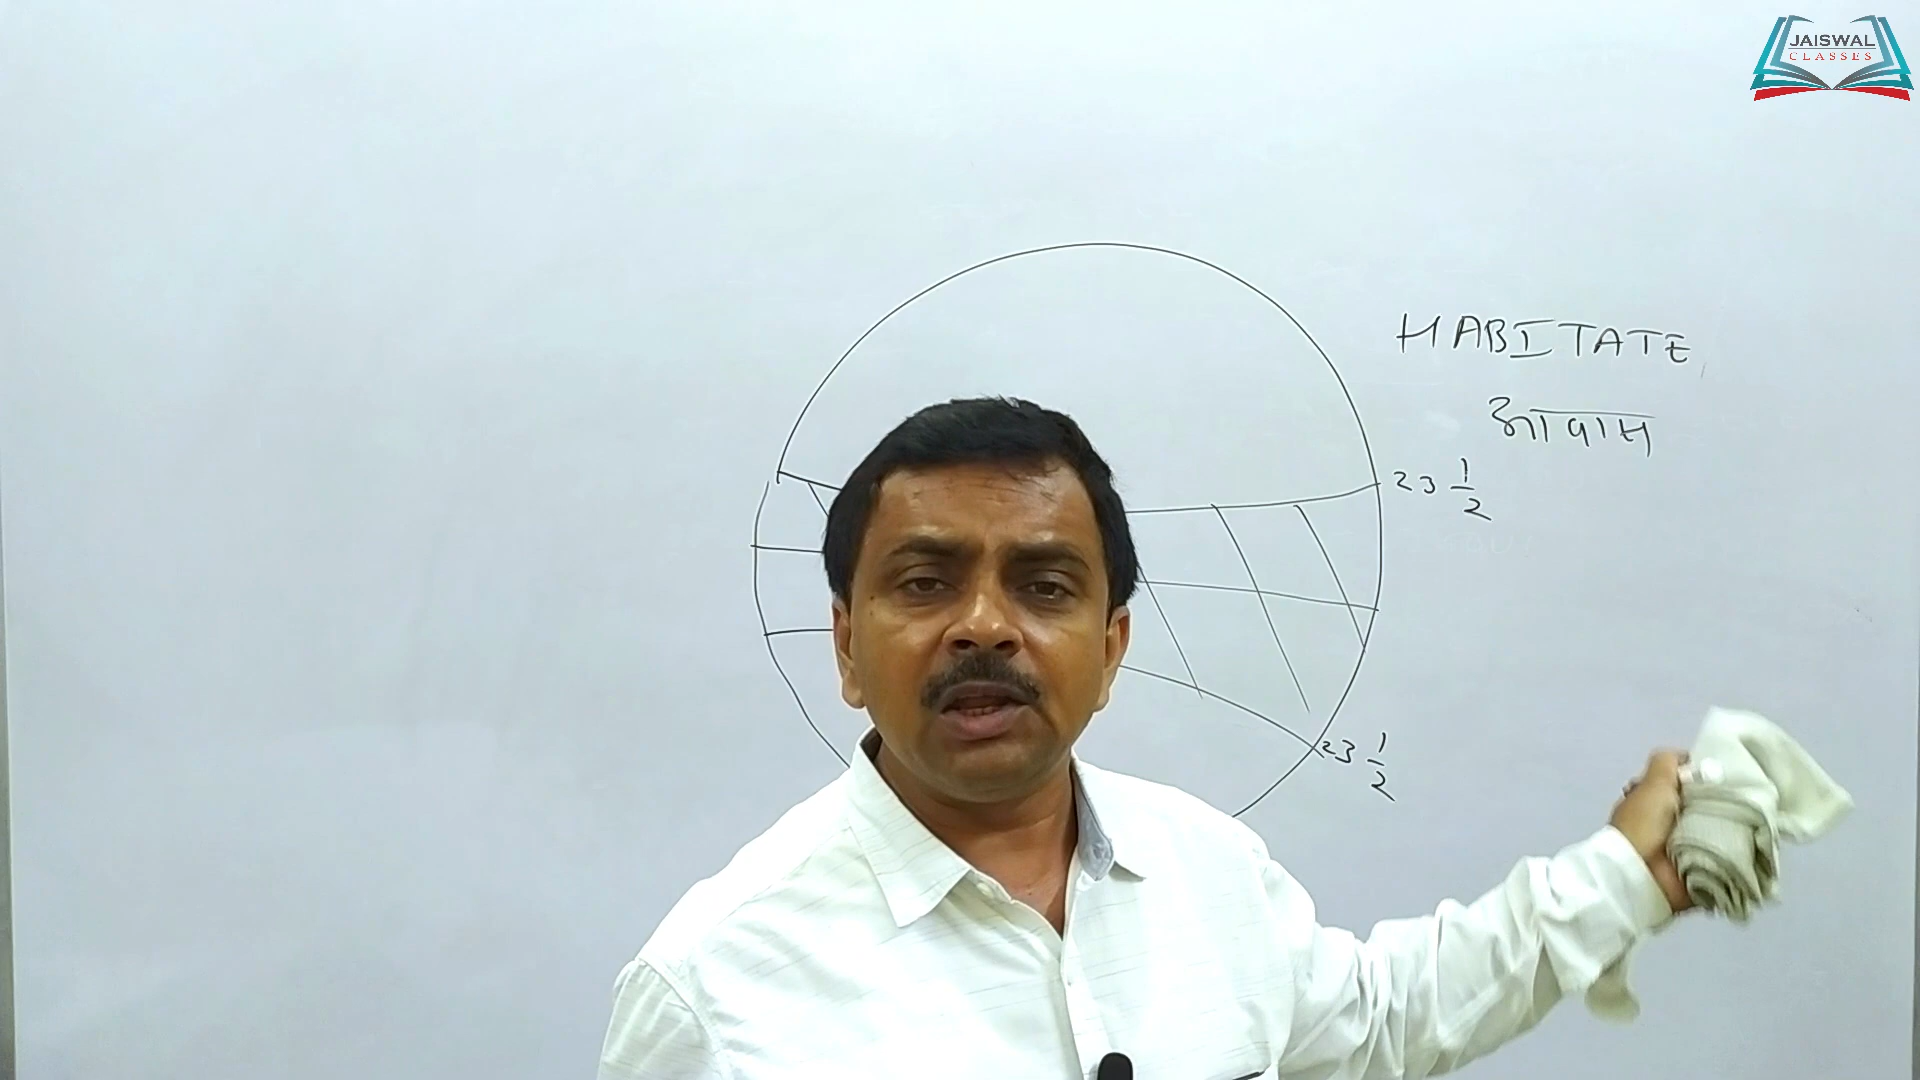 JAISWAL
CLASSES
HABITATE
आवास
23 1/2
23 1/2